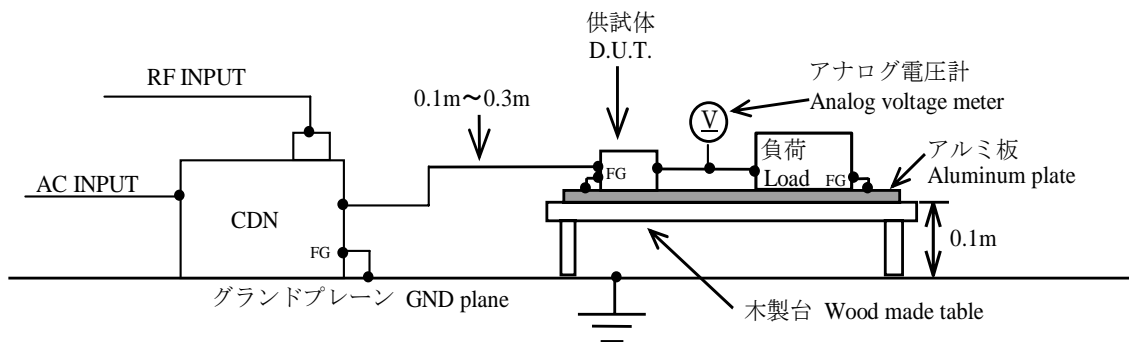 供試体
D.U.T.
RF INPUT
アナログ電圧計
Analog voltage meter
0.1m～0.3m
V
負荷
Load
アルミ板
Aluminum plate
AC INPUT
FG
FG
CDN
0.1m
FG
グランドプレーン GND plane
木製台 Wood made table